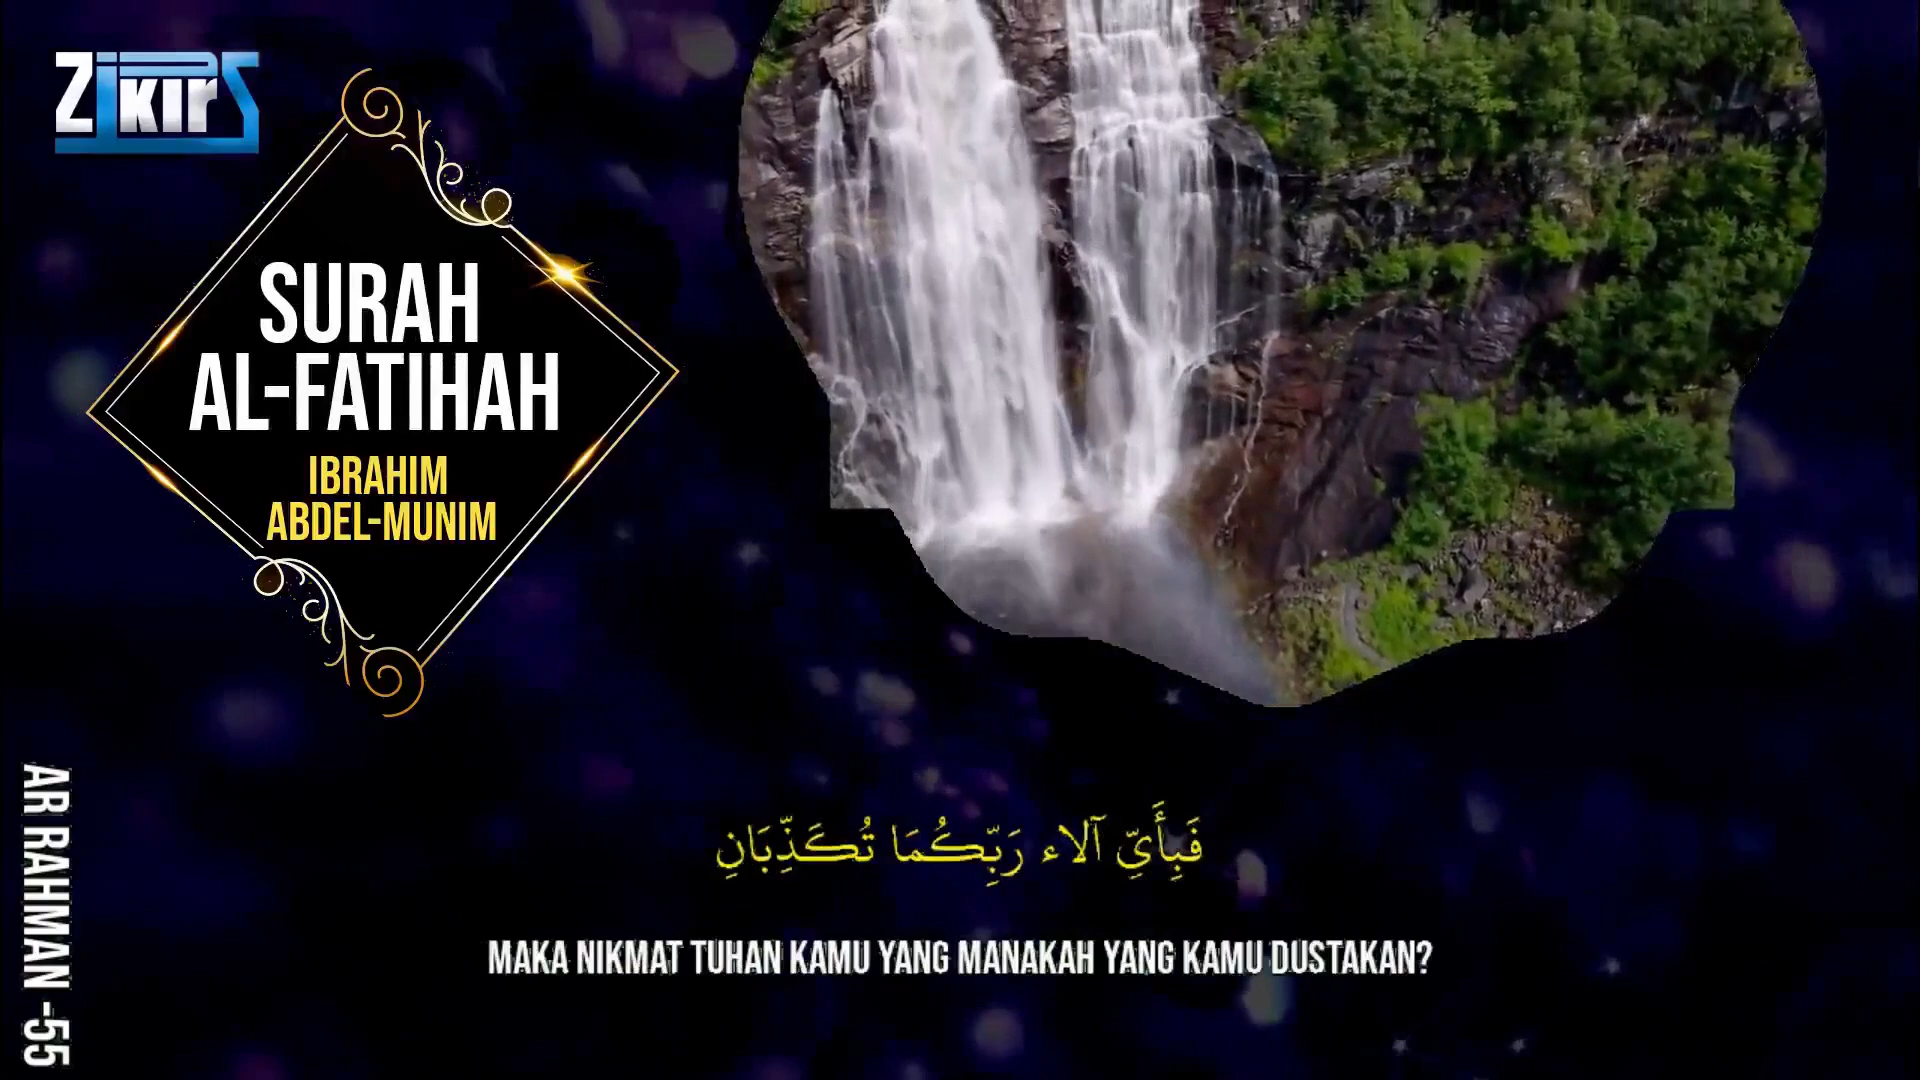 ZIKIR
SURAH
AL-FATIHAH
IBRAHIM
ABDEL-MUNIM
فَبِأَيِّ آلاء رَبِّكُمَا تُكَذِّبَانِ
MAKA NIKMAT TUHAN KAMU YANG MANAKAH YANG KAMU DUSTAKAN?
AR RAHMAN -55